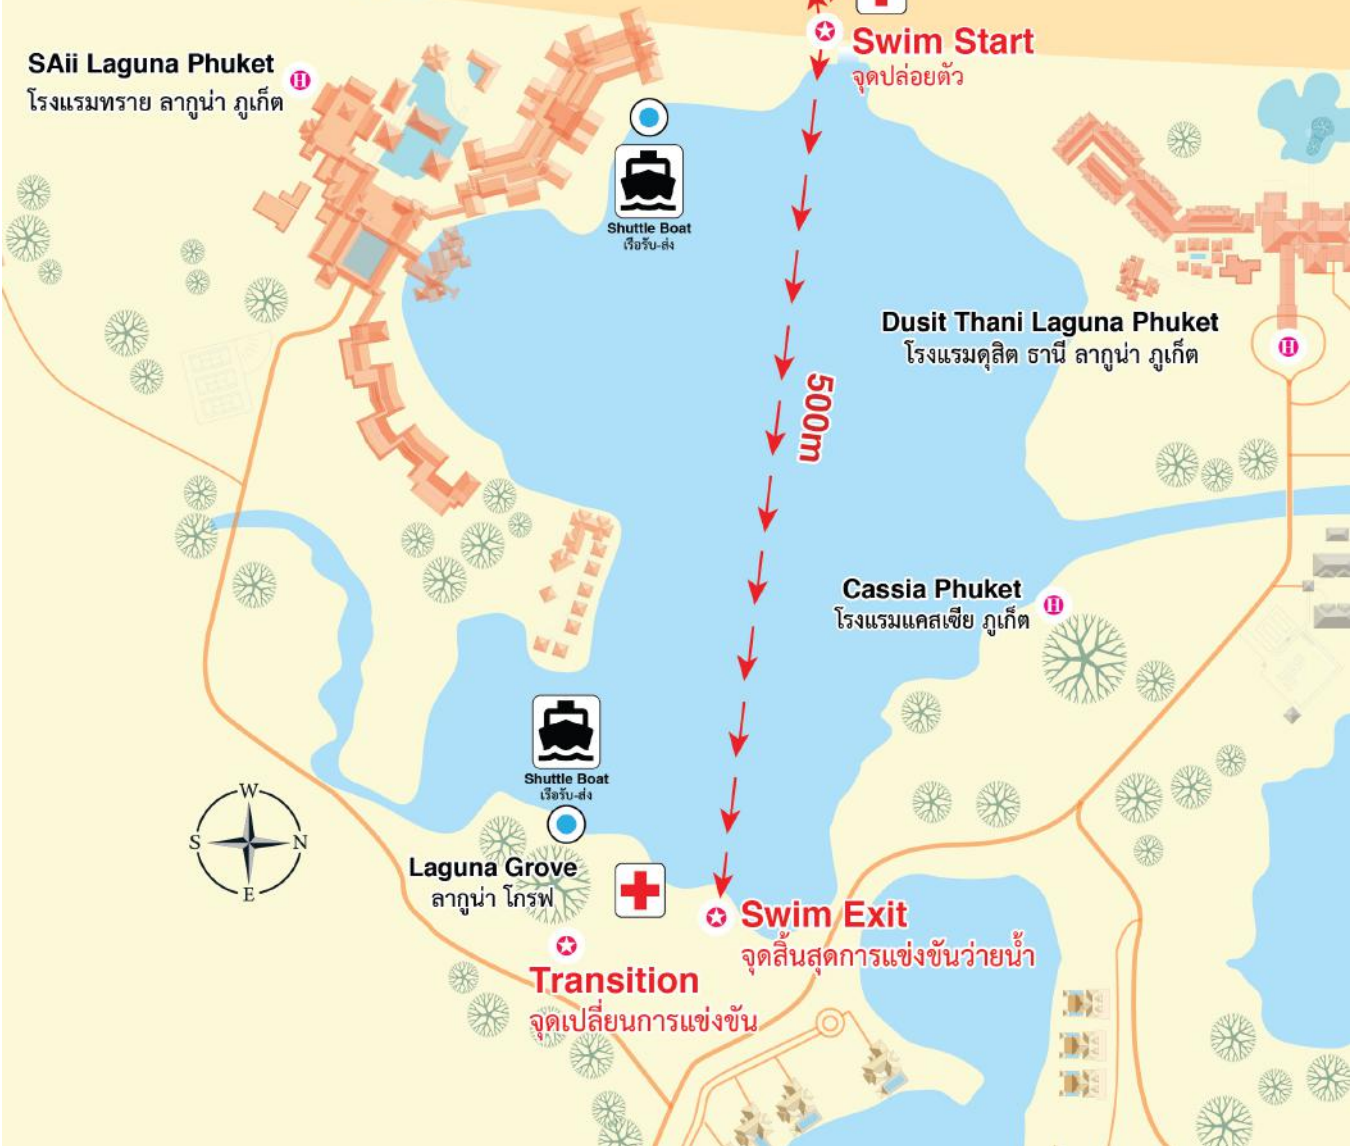 Swim Start
จุดปล่อยตัว
SAii Laguna Phuket
โรงแรมทราย ลากูน่า ภูเก็ต
H
Shuttle Boat
เรือรับ-ส่ง
Dusit Thani Laguna Phuket
โรงแรมดุสิต ธานี ลากูน่า ภูเก็ต
H
500m
Cassia Phuket
โรงแรมแคสเซีย ภูเก็ต
H
Shuttle Boat
เรือรับ-ส่ง
W
S
N
E
Laguna Grove
ลากูน่า โกรฟ
Swim Exit
จุดสิ้นสุดการแข่งขันว่ายน้ำ
Transition
จุดเปลี่ยนการแข่งขัน